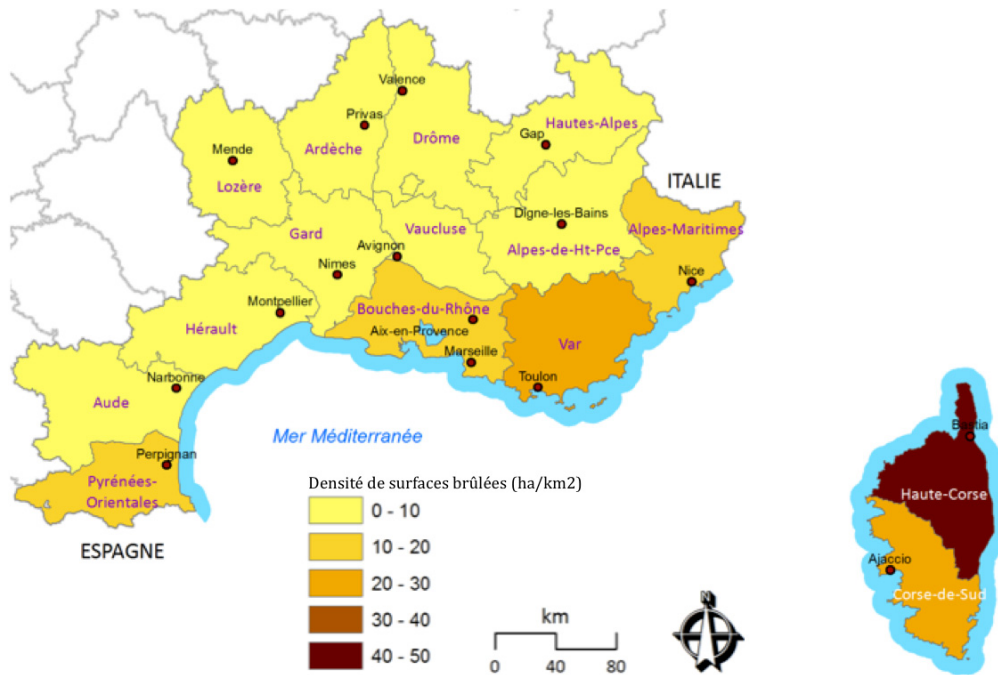 Valence
Privas
Ardèche
Drôme
Hautes-Alpes
Gap
Mende
Lozère
ITALIE
Digne-les-Bains
Alpes-Maritimes
Gard
Vaucluse
Avignon
Alpes-de-Ht-Pce
Nimes
Nice
Montpellier
Bouches-du-Rhône
Hérault
Aix-en-Provence
Var
Marseille
Narbonne
Toulon
Aude
Mer Méditerranée
Bastia
Perpignan
Pyrénées-
Orientales
Densité de surfaces brûlées (ha/km2)
Haute-Corse
0 - 10
10 - 20
ESPAGNE
Ajaccio
20 - 30
Corse-de-Sud
30 - 40
40 - 50
km
0 40 80
N